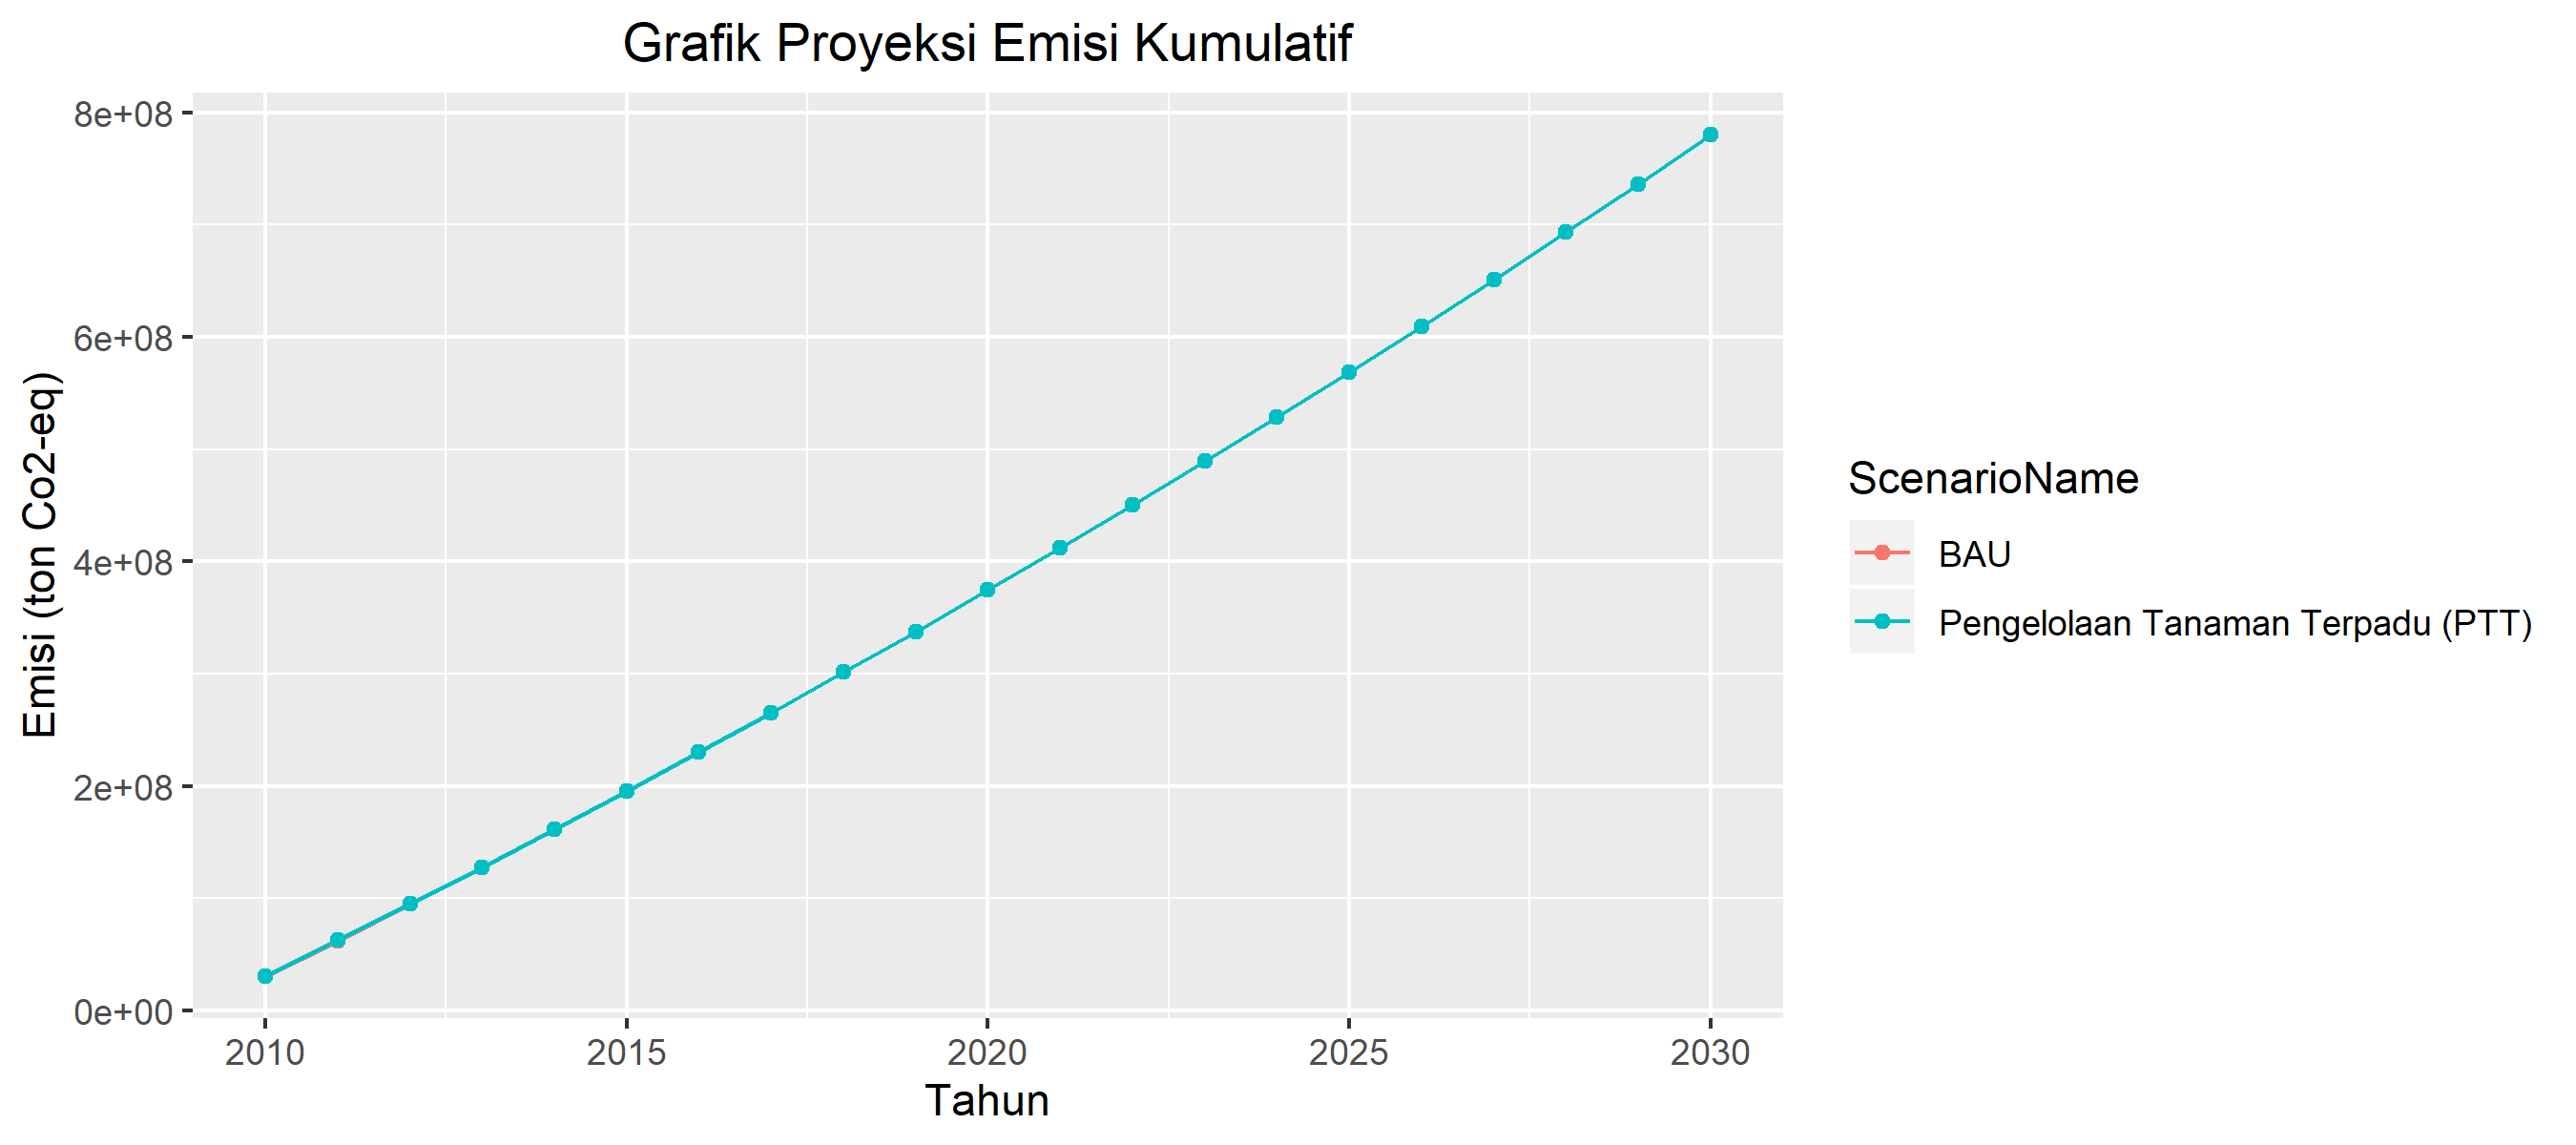 Grafik Proyeksi Emisi Kumulatif
8e+08
6e+08
4e+08
2e+08
0e+00
Emisi (ton Co2-eq)
2010 2015 2020 2025 2030
Tahun
ScenarioName
BAU
Pengelolaan Tanaman Terpadu (PTT)